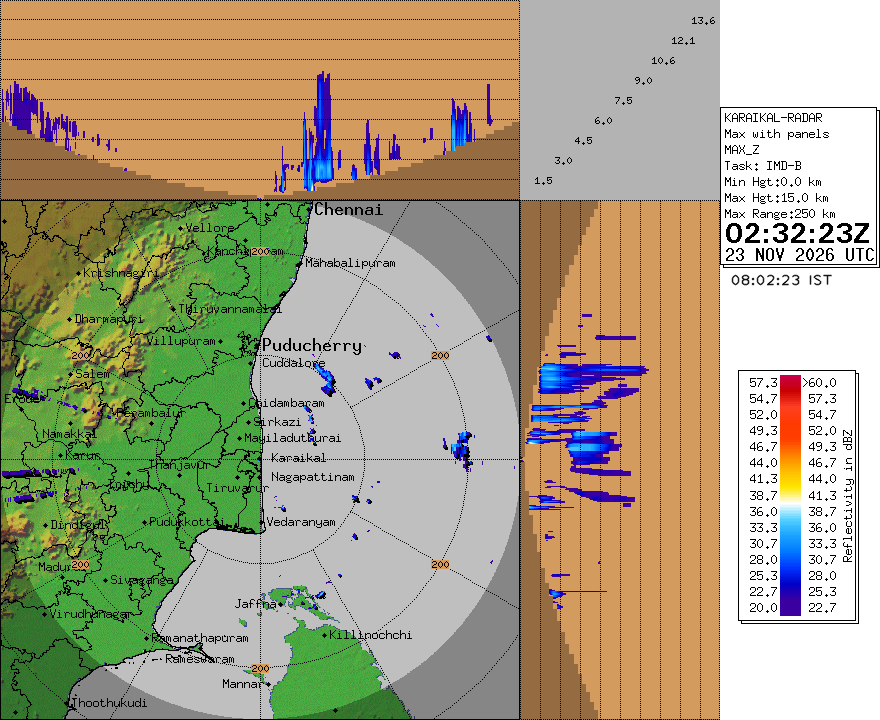 13.6
12.1
10.6
9.0
7.5
6.0
4.5
3.0
1.5
KARAIKAL-RADAR
Max with panels
MAX_Z
Task: IMD-B
Min Hgt:0.0 km
Max Hgt:15.0 km
Max Range:250 km
02:32:23Z
23 NOV 2026 UTC
08:02:23 IST
Chennai
Vellore
200
Mahabalipuram
Krishnagiri
Thiruvannamalai
Dharmapuri
Villupuram
Puducherry
200
200
Cuddalore
Salem
Chidambaram
Perambalur
Sirkazi
Namakkal
Mayiladuthurai
Karur
Karaikal
Thanjavur
Nagapattinam
Tiruvarur
Dindigul
Pudukkottai
Vedaranyam
200
200
Sivaganga
Jaffna
Virudhunagar
Ramanathapuram
Killinochchi
Rameswaram
200
Mannar
Thoothukudi
57.3 >60.0
54.7 57.3
52.0 54.7
49.3 52.0
46.7 49.3
44.0 46.7
41.3 44.0
38.7 41.3
36.0 38.7
33.3 36.0
30.7 33.3
28.0 30.7
25.3 28.0
22.7 25.3
20.0 22.7
Reflectivity in dBZ